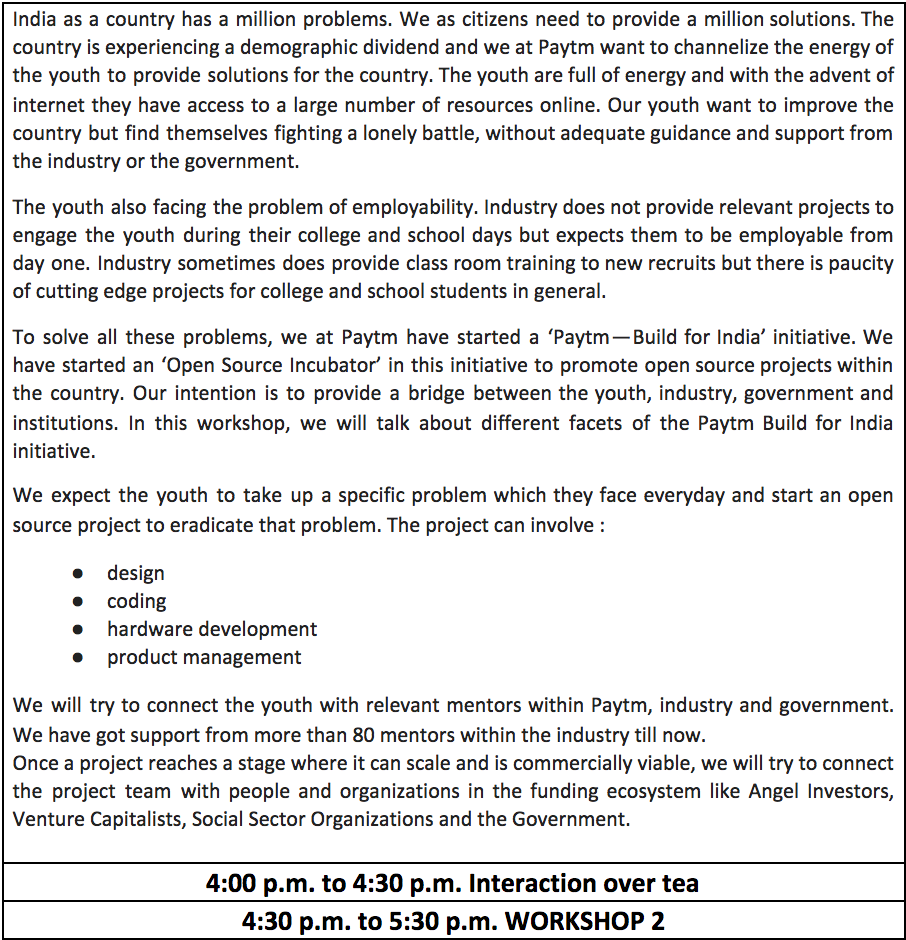 India as a country has a million problems. We as citizens need to provide a million solutions. The
country is experiencing a demographic dividend and we at Paytm want to channelize the energy of
the youth to provide solutions for the country. The youth are full of energy and with the advent of
internet they have access to a large number of resources online. Our youth want to improve the
country but find themselves fighting a lonely battle, without adequate guidance and support from
the industry or the government.
The youth also facing the problem of employability. Industry does not provide relevant projects to
engage the youth during their college and school days but expects them to be employable from
day one. Industry sometimes does provide class room training to new recruits but there is paucity
of cutting edge projects for college and school students in general.
To solve all these problems, we at Paytm have started a ‘Paytm—Build for India’ initiative. We
have started an ‘Open Source Incubator’ in this initiative to promote open source projects within
the country. Our intention is to provide a bridge between the youth, industry, government and
institutions. In this workshop, we will talk about different facets of the Paytm Build for India
initiative.
We expect the youth to take up a specific problem which they face everyday and start an open
source project to eradicate that problem. The project can involve :
● design
● coding
● hardware development
● product management
We will try to connect the youth with relevant mentors within Paytm, industry and government.
We have got support from more than 80 mentors within the industry till now.
Once a project reaches a stage where it can scale and is commercially viable, we will try to connect
the project team with people and organizations in the funding ecosystem like Angel Investors,
Venture Capitalists, Social Sector Organizations and the Government.
4:00 p.m. to 4:30 p.m. Interaction over tea
4:30 p.m. to 5:30 p.m. WORKSHOP 2